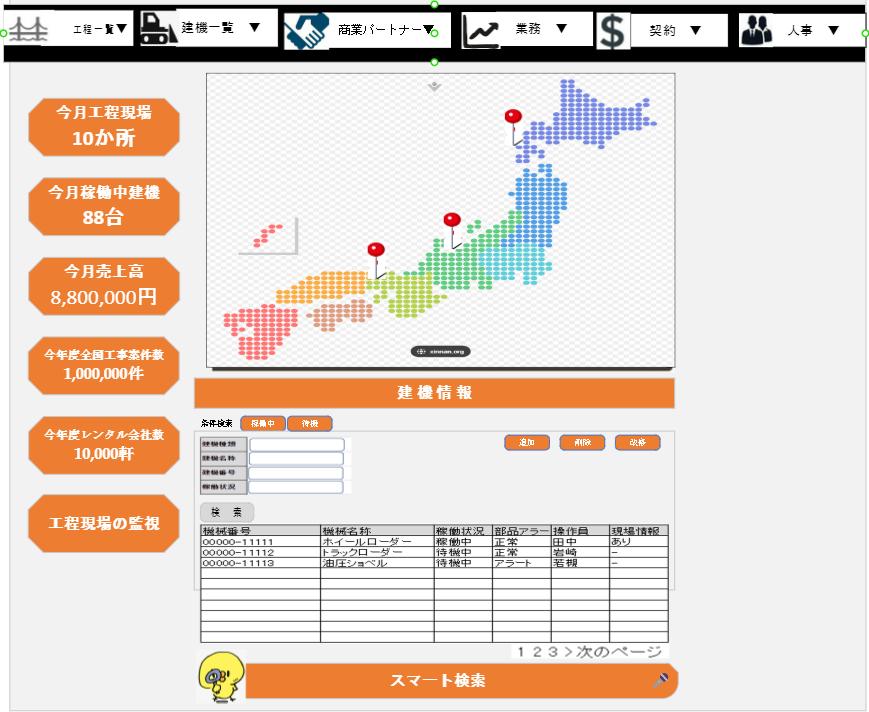 工程一覧▼
建機一覧 ▼
商業パートナー▼
業務 ▼
契約 ▼
人事 ▼
今月工程現場
10か所
今月稼働中建機
88台
今月売上高
8,800,000円
今年度全国工事案件数
1,000,000件
今年度レンタル会社数
10,000軒
工程現場の監視
xinnan.org
建機情報
条件検索
稼働中
待機
追加
削除
改修
建機種類
建機名称
建機番号
稼働状況
検 索
機械番号 機械名称 稼働状況 部品アラー 操作員 現場情報
00000-11111 ホイールローダー 稼働中 正常 田中 あり
00000-11112 トラックローダー 待機中 正常 岩崎 -
00000-11113 油圧ショベル 待機中 アラート 若槻 -
1 2 3 >次のページ
スマート検索